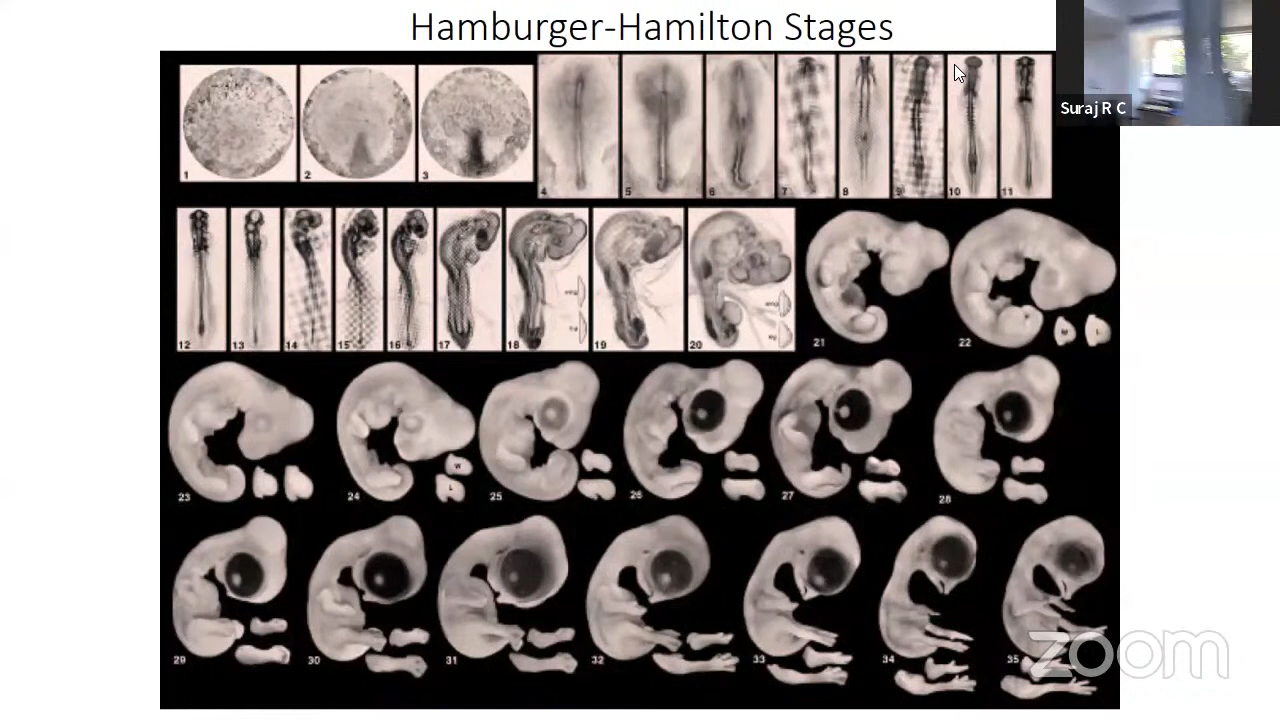 Hamburger-Hamilton Stages
Suraj R C
1 2 3 4 5 6 7 8 9 10 11
12 13 14 15 16 17 18 19 20 21 22
W L
23 24 25 26 27 28
W
L
29 30 31 32 33 34 35
zoom